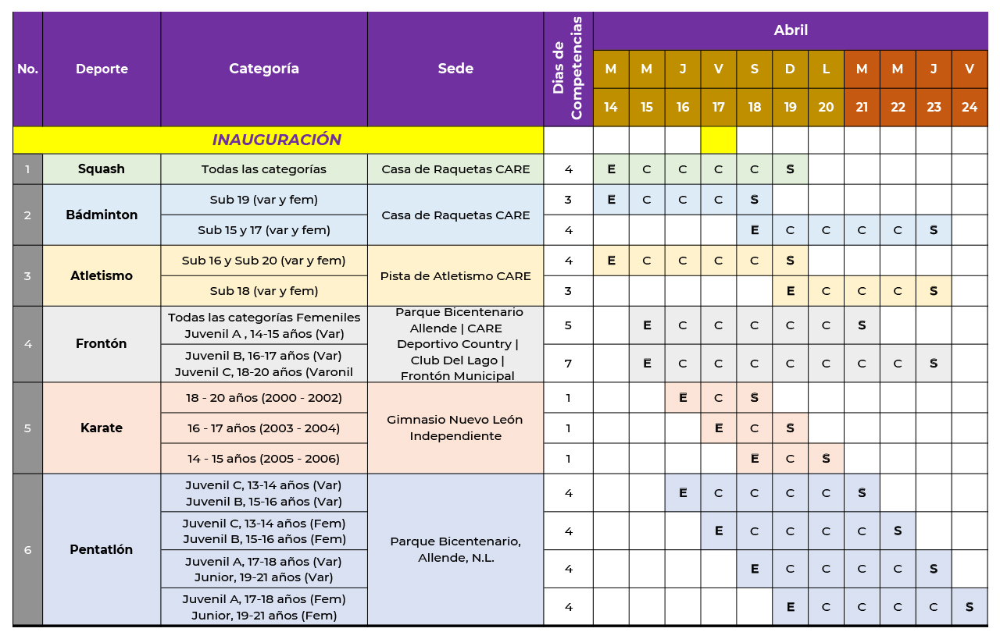 No. Deporte Categoría Sede Dias de Competencias Abril
M M J V S D L M M J V
14 15 16 17 18 19 20 21 22 23 24
INAUGURACIÓN
1 Squash Todas las categorías Casa de Raquetas CARE 4 E C C C C S
2 Bádminton Sub 19 (var y fem) Casa de Raquetas CARE 3 E C C C S
Sub 15 y 17 (var y fem) 4 E C C C C S
3 Atletismo Sub 16 y Sub 20 (var y fem) Pista de Atletismo CARE 4 E C C C C S
Sub 18 (var y fem) 3 E C C C S
4 Frontón
Todas las categorías Femeniles
Juvenil A , 14-15 años (Var)
Parque Bicentenario
Allende | CARE
Deportivo Country |
Club Del Lago |
Frontón Municipal
5 E C C C C C S
Juvenil B, 16-17 años (Var)
Juvenil C, 18-20 años (Varonil
7 E C C C C C C C S
5 Karate 18 - 20 años (2000 - 2002)
Gimnasio Nuevo León
Independiente
1 E C S
16 - 17 años (2003 - 2004) 1 E C S
14 - 15 años (2005 - 2006) 1 E C S
6 Pentatlón
Juvenil C, 13-14 años (Var)
Juvenil B, 15-16 años (Var)
Parque Bicentenario,
Allende, N.L.
4 E C C C C S
Juvenil C, 13-14 años (Fem)
Juvenil B, 15-16 años (Fem)
4 E C C C C S
Juvenil A, 17-18 años (Var)
Junior, 19-21 años (Var)
4 E C C C C S
Juvenil A, 17-18 años (Fem)
Junior, 19-21 años (Fem)
4 E C C C C S